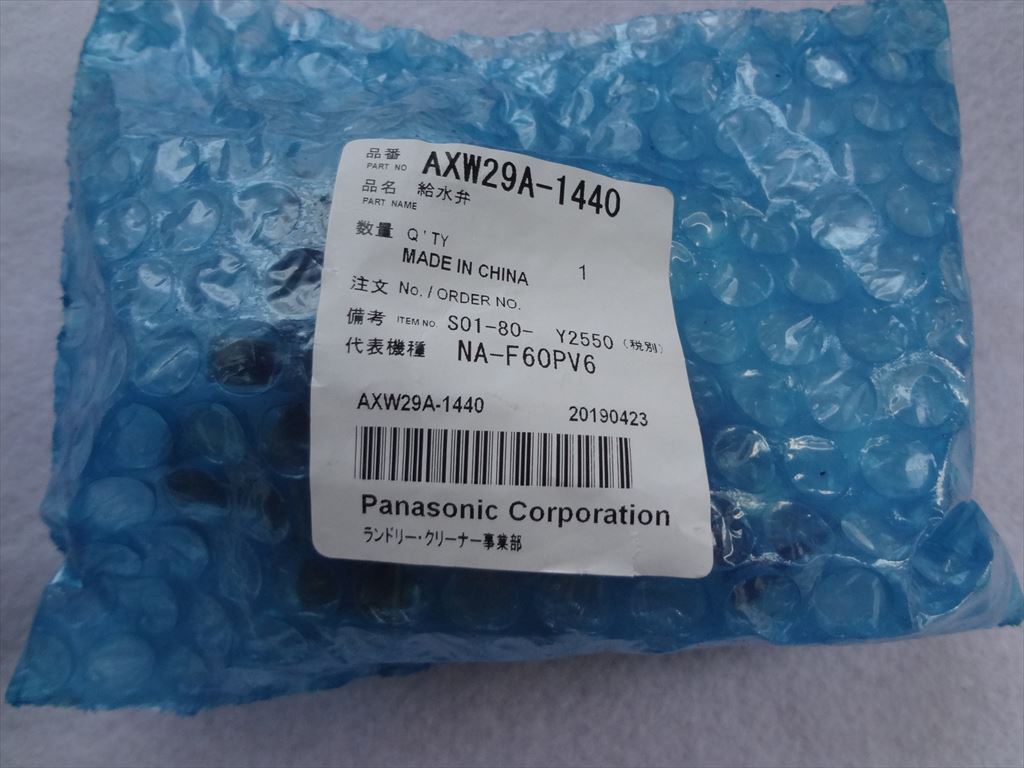 品番 AXW29A-1440
PART NO
品名 給水弁
PART NAME
数量 Q'TY 1
MADE IN CHINA
注文 No. / ORDER NO.
備考 ITEM NO. S01-80- Y2550 (税別)
代表機種 NA-F60PV6
AXW29A-1440 20190423
Panasonic Corporation
ランドリー・クリーナー事業部